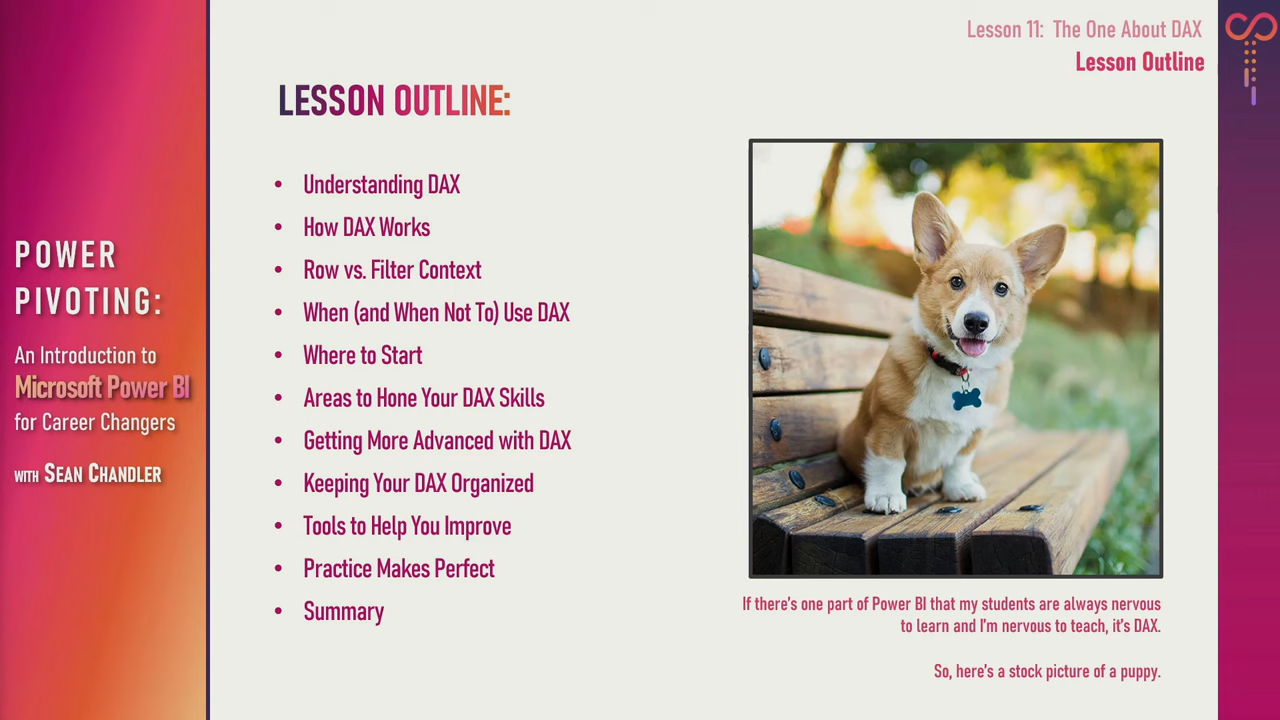 POWER
PIVOTING:
An Introduction to
Microsoft Power BI
for Career Changers
WITH SEAN CHANDLER
Lesson 11: The One About DAX
Lesson Outline
LESSON OUTLINE:
• Understanding DAX
• How DAX Works
• Row vs. Filter Context
• When (and When Not To) Use DAX
• Where to Start
• Areas to Hone Your DAX Skills
• Getting More Advanced with DAX
• Keeping Your DAX Organized
• Tools to Help You Improve
• Practice Makes Perfect
• Summary
If there's one part of Power BI that my students are always nervous
to learn and I'm nervous to teach, it's DAX.
So, here's a stock picture of a puppy.